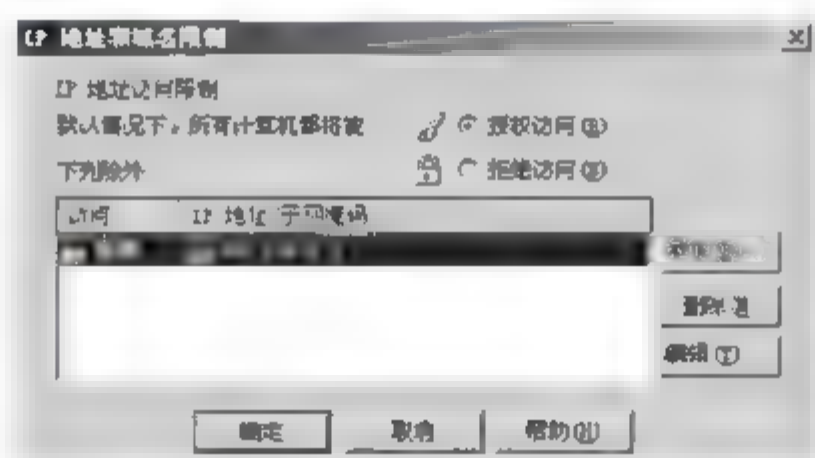 IP 地址和域名限制
IP 地址访问限制
默认情况下，所有计算机都将被
授权访问(R)
下列除外
拒绝访问(N)
访问 IP 地址 子网掩码
编辑(I)
确定
取消
帮助(H)